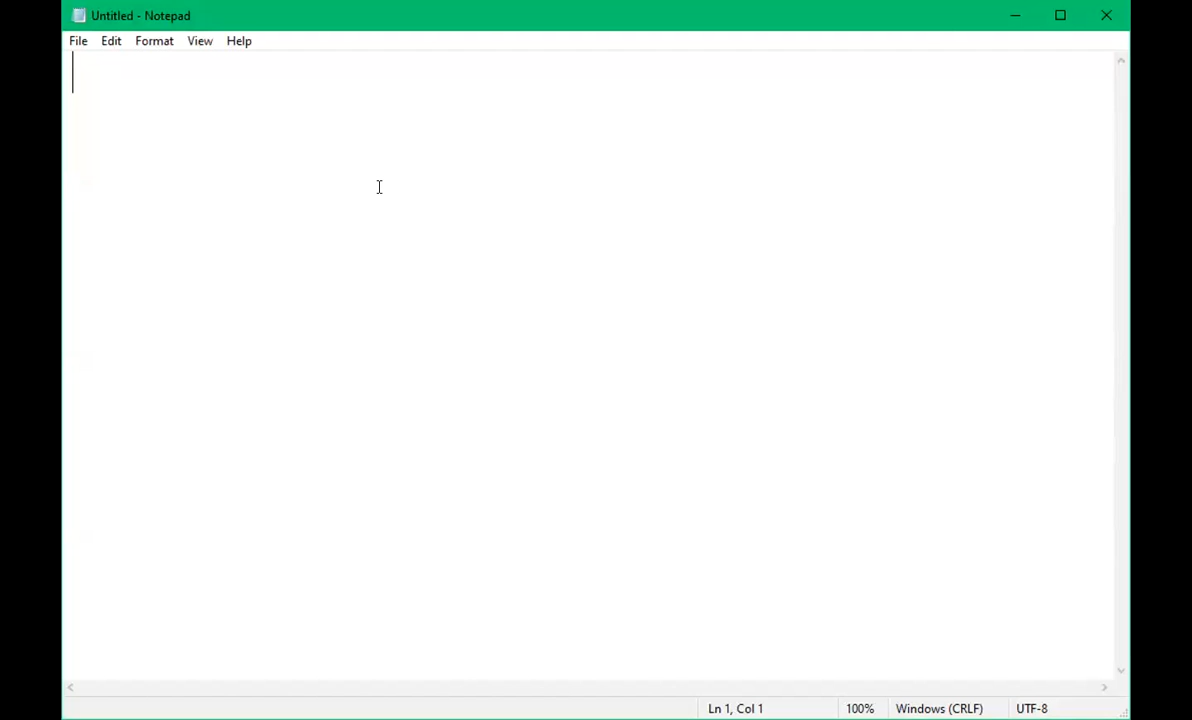 Untitled - Notepad
File Edit Format View Help
Ln 1, Col 1 100% Windows (CRLF) UTF-8